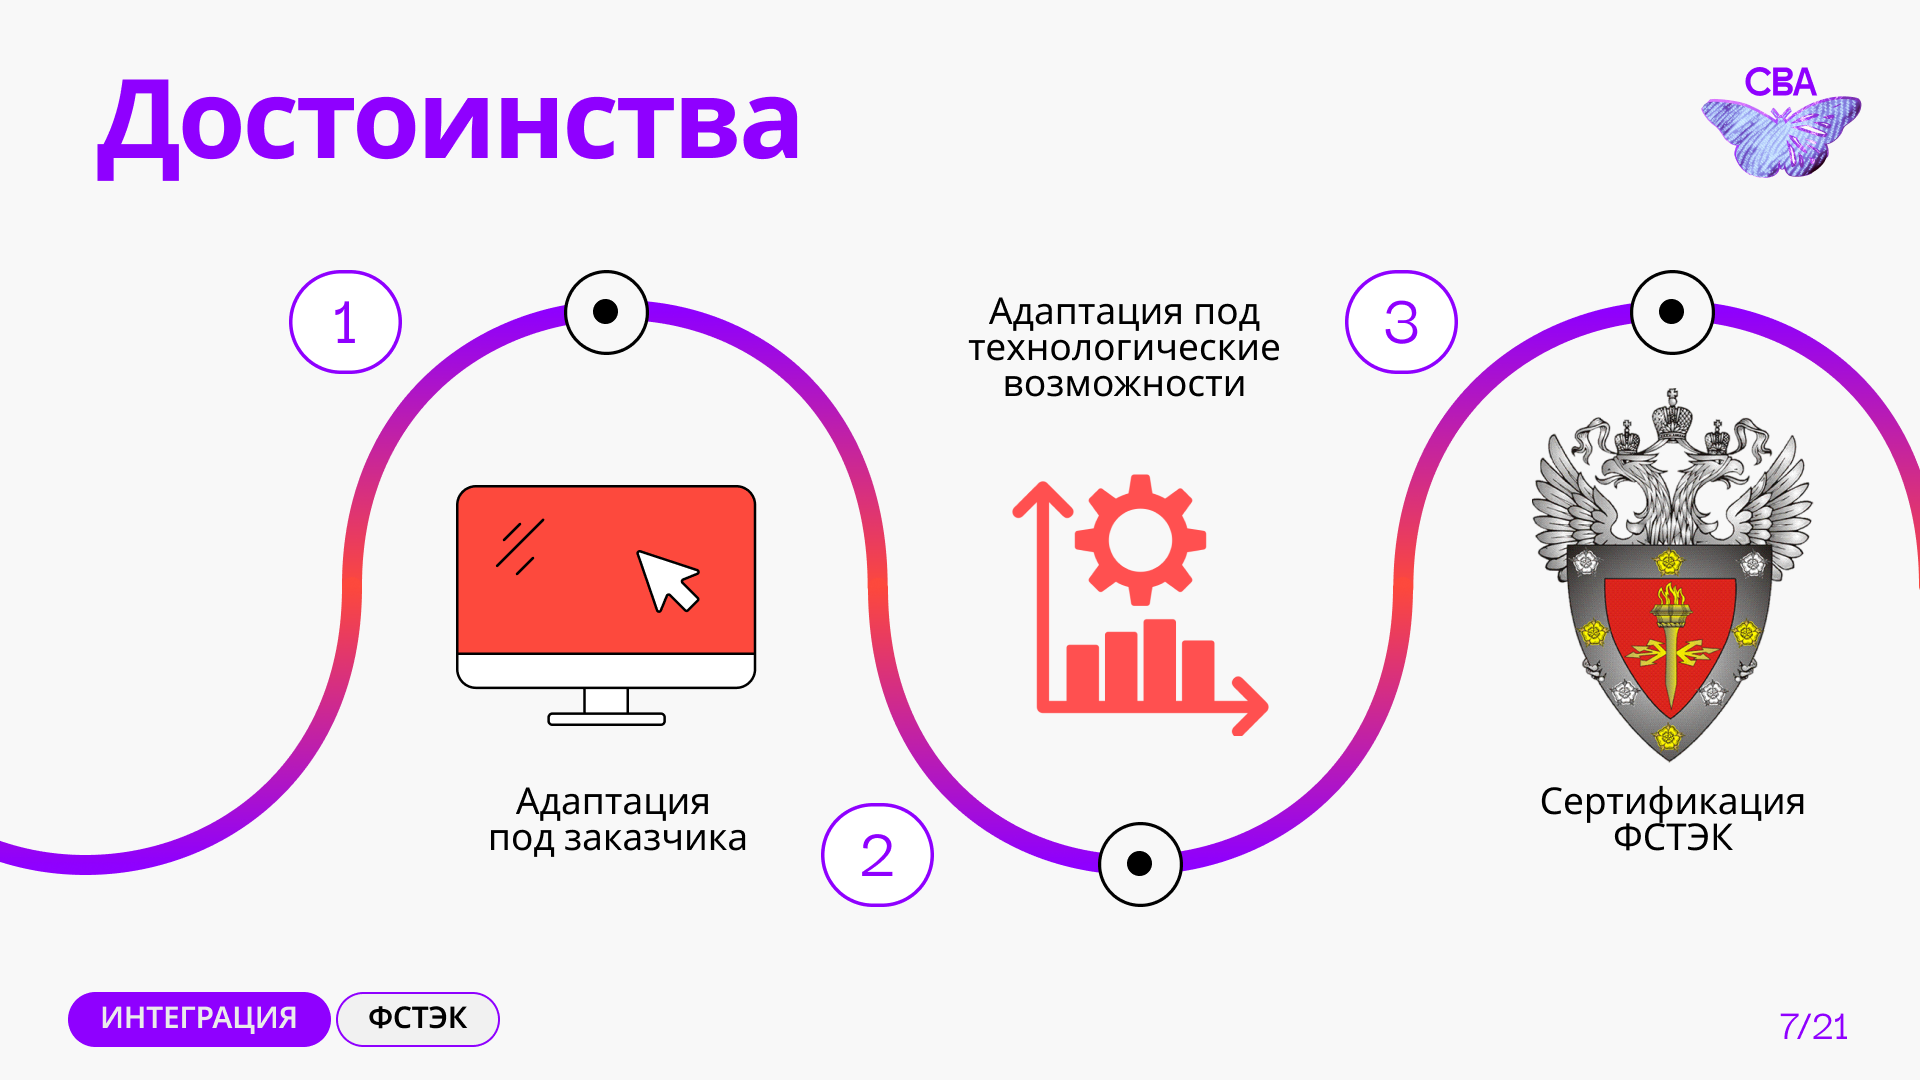 Достоинства
СВА
1
Адаптация
под заказчика
2
Адаптация под
технологические
возможности
3
Сертификация
ФСТЭК
ИНТЕГРАЦИЯ
ФСТЭК
7/21